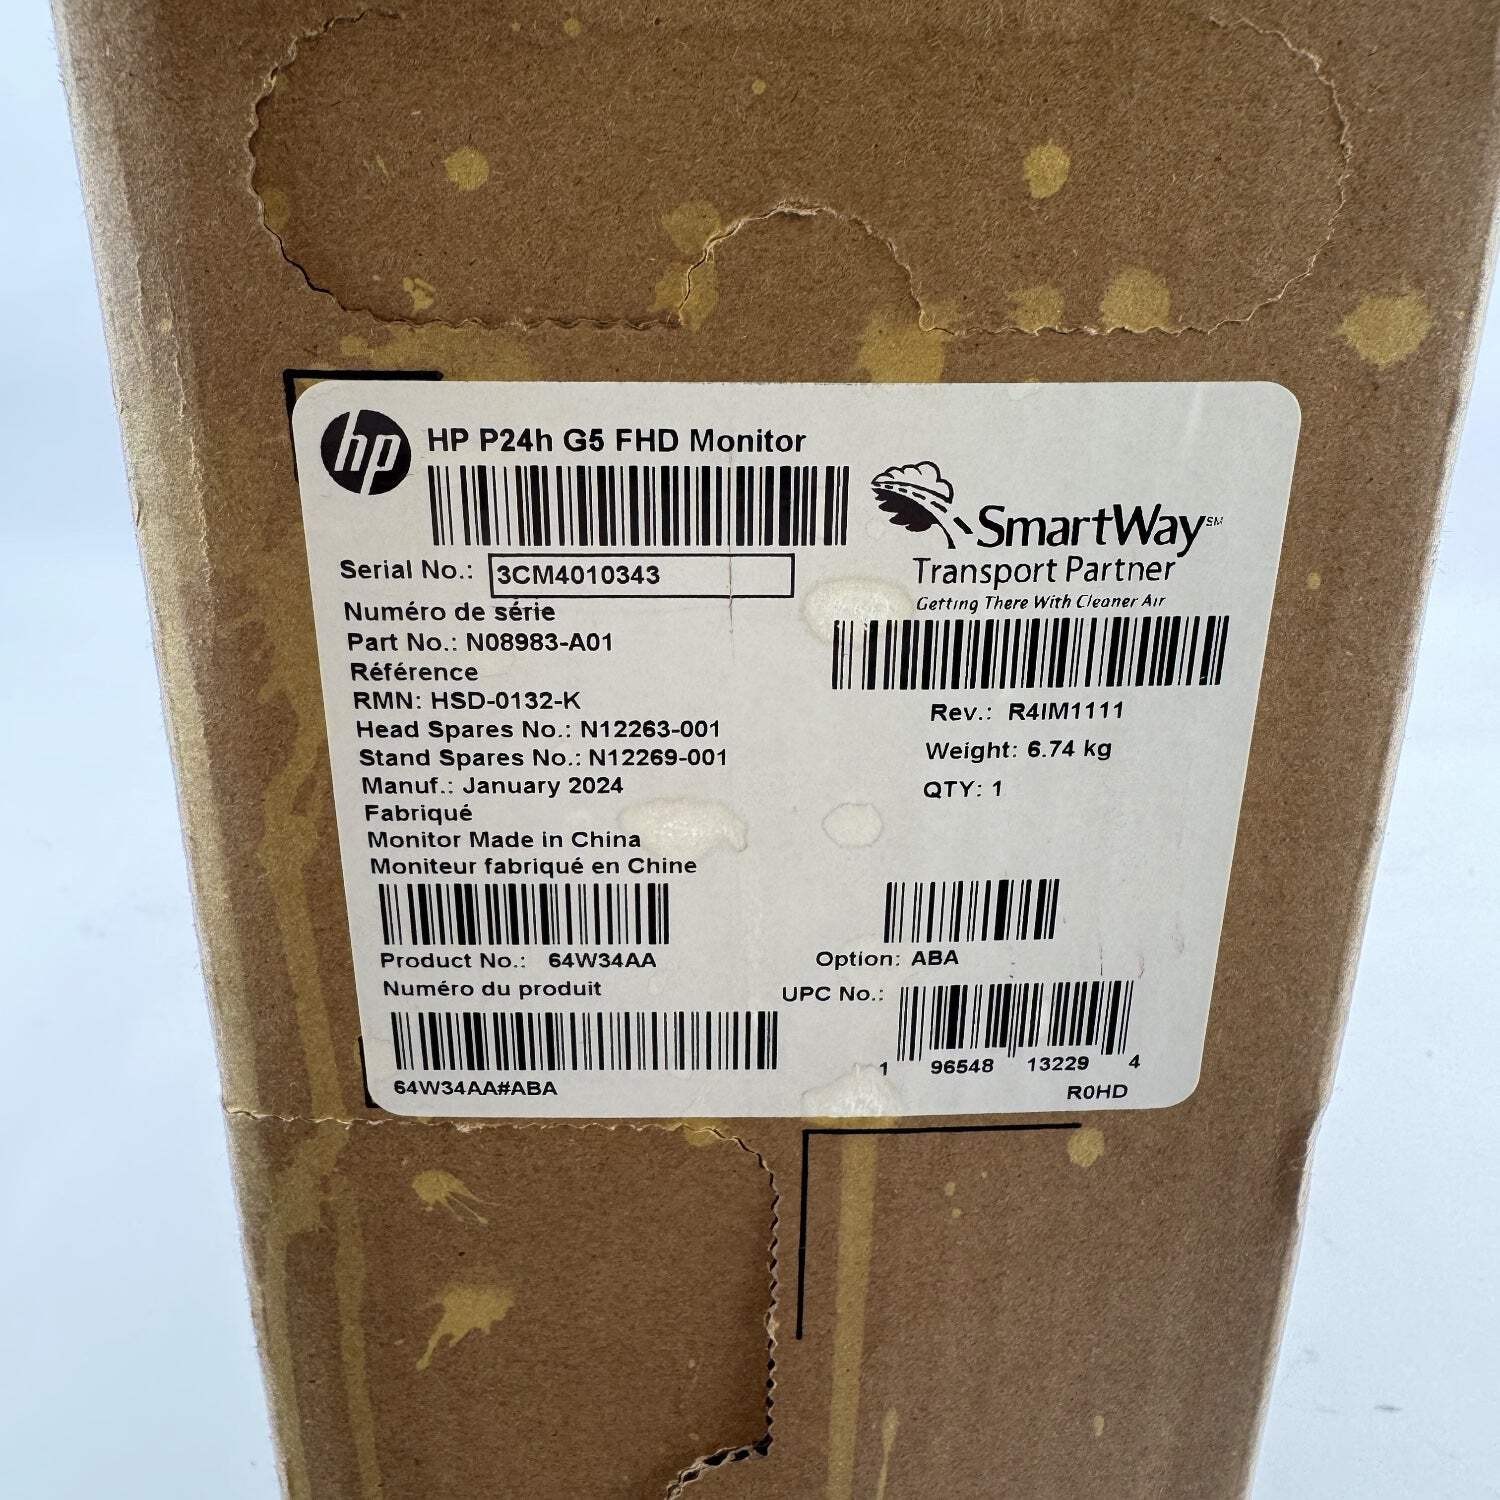 hp
HP P24h G5 FHD Monitor
SmartWay SM
Transport Partner
Getting There With Cleaner Air
Serial No.: 3CM4010343
Numéro de série
Part No.: N08983-A01
Référence
RMN: HSD-0132-K
Head Spares No.: N12263-001
Stand Spares No.: N12269-001
Manuf.: January 2024
Fabriqué
Monitor Made in China
Moniteur fabriqué en Chine
Rev.: R4IM1111
Weight: 6.74 kg
QTY: 1
Product No.: 64W34AA
Numéro du produit
Option: ABA
UPC No.:
1 96548 13229 4
64W34AA#ABA
R0HD